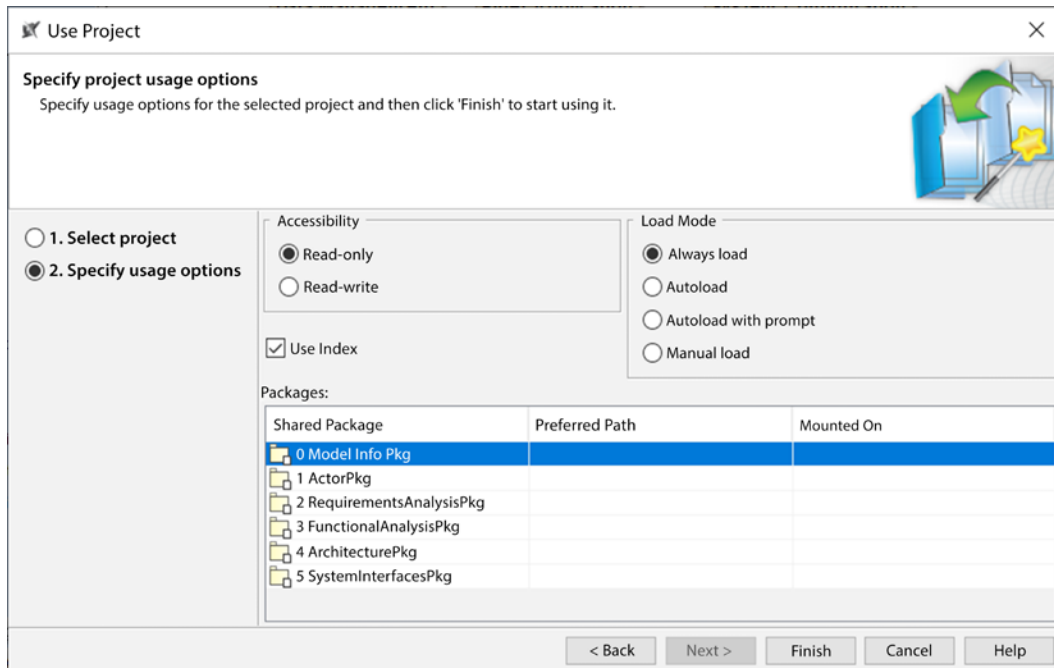 Use Project
Specify project usage options
Specify usage options for the selected project and then click 'Finish' to start using it.
1. Select project
2. Specify usage options
Accessibility
Read-only
Read-write
Use Index
Load Mode
Always load
Autoload
Autoload with prompt
Manual load
Packages:
Shared Package Preferred Path Mounted On
0 Model Info Pkg
1 ActorPkg
2 RequirementsAnalysisPkg
3 FunctionalAnalysisPkg
4 ArchitecturePkg
5 SystemInterfacesPkg
< Back Next > Finish Cancel Help